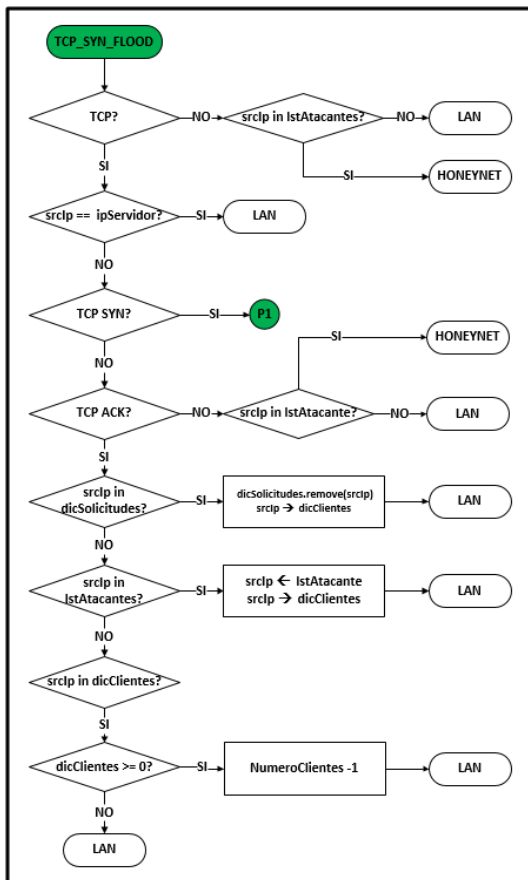 TCP_SYN_FLOOD
TCP?
NO
srcIp in lstAtacantes?
NO
LAN
SI
SI
HONEYNET
srcIp == ipServidor?
SI
LAN
NO
TCP SYN?
SI
P1
NO
SI
HONEYNET
TCP ACK?
NO
srcIp in lstAtacante?
NO
LAN
SI
srcIp in
dicSolicitudes?
SI
dicSolicitudes.remove(srcIp)
srcIp → dicClientes
LAN
NO
srcIp in
lstAtacantes?
SI
srcIp ← lstAtacante
srcIp → dicClientes
LAN
NO
srcIp in dicClientes?
SI
dicClientes >= 0?
SI
NumeroClientes -1
LAN
NO
LAN